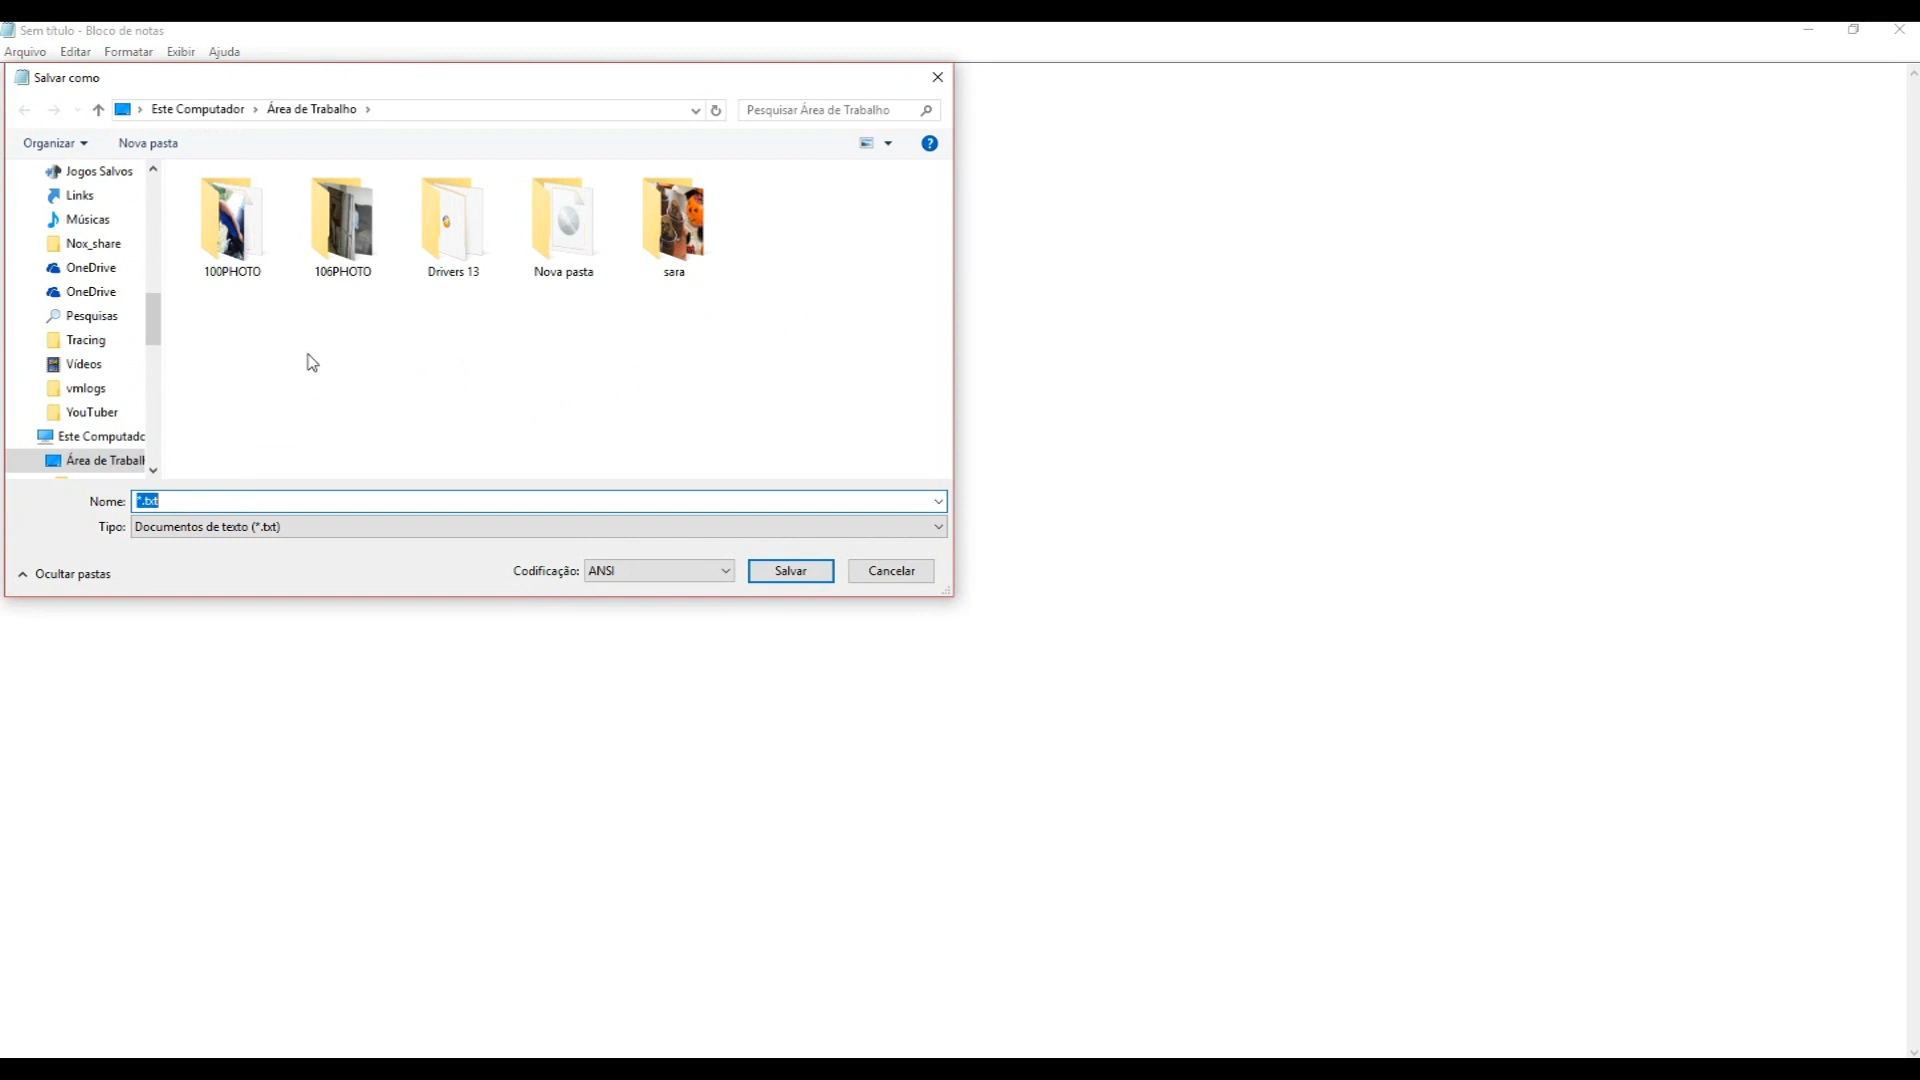 Sem título - Bloco de notas
Arquivo Editar Formatar Exibir Ajuda
Salvar como
Este Computador > Área de Trabalho >
Pesquisar Área de Trabalho
Organizar Nova pasta
Jogos Salvos
Links
Músicas
Nox_share
OneDrive
OneDrive
Pesquisas
Tracing
Vídeos
vmlogs
YouTuber
Este Computadc
Área de Trabalh
100PHOTO 106PHOTO Drivers 13 Nova pasta sara
Nome: *.txt
Tipo: Documentos de texto (*.txt)
Ocultar pastas
Codificação: ANSI Salvar Cancelar